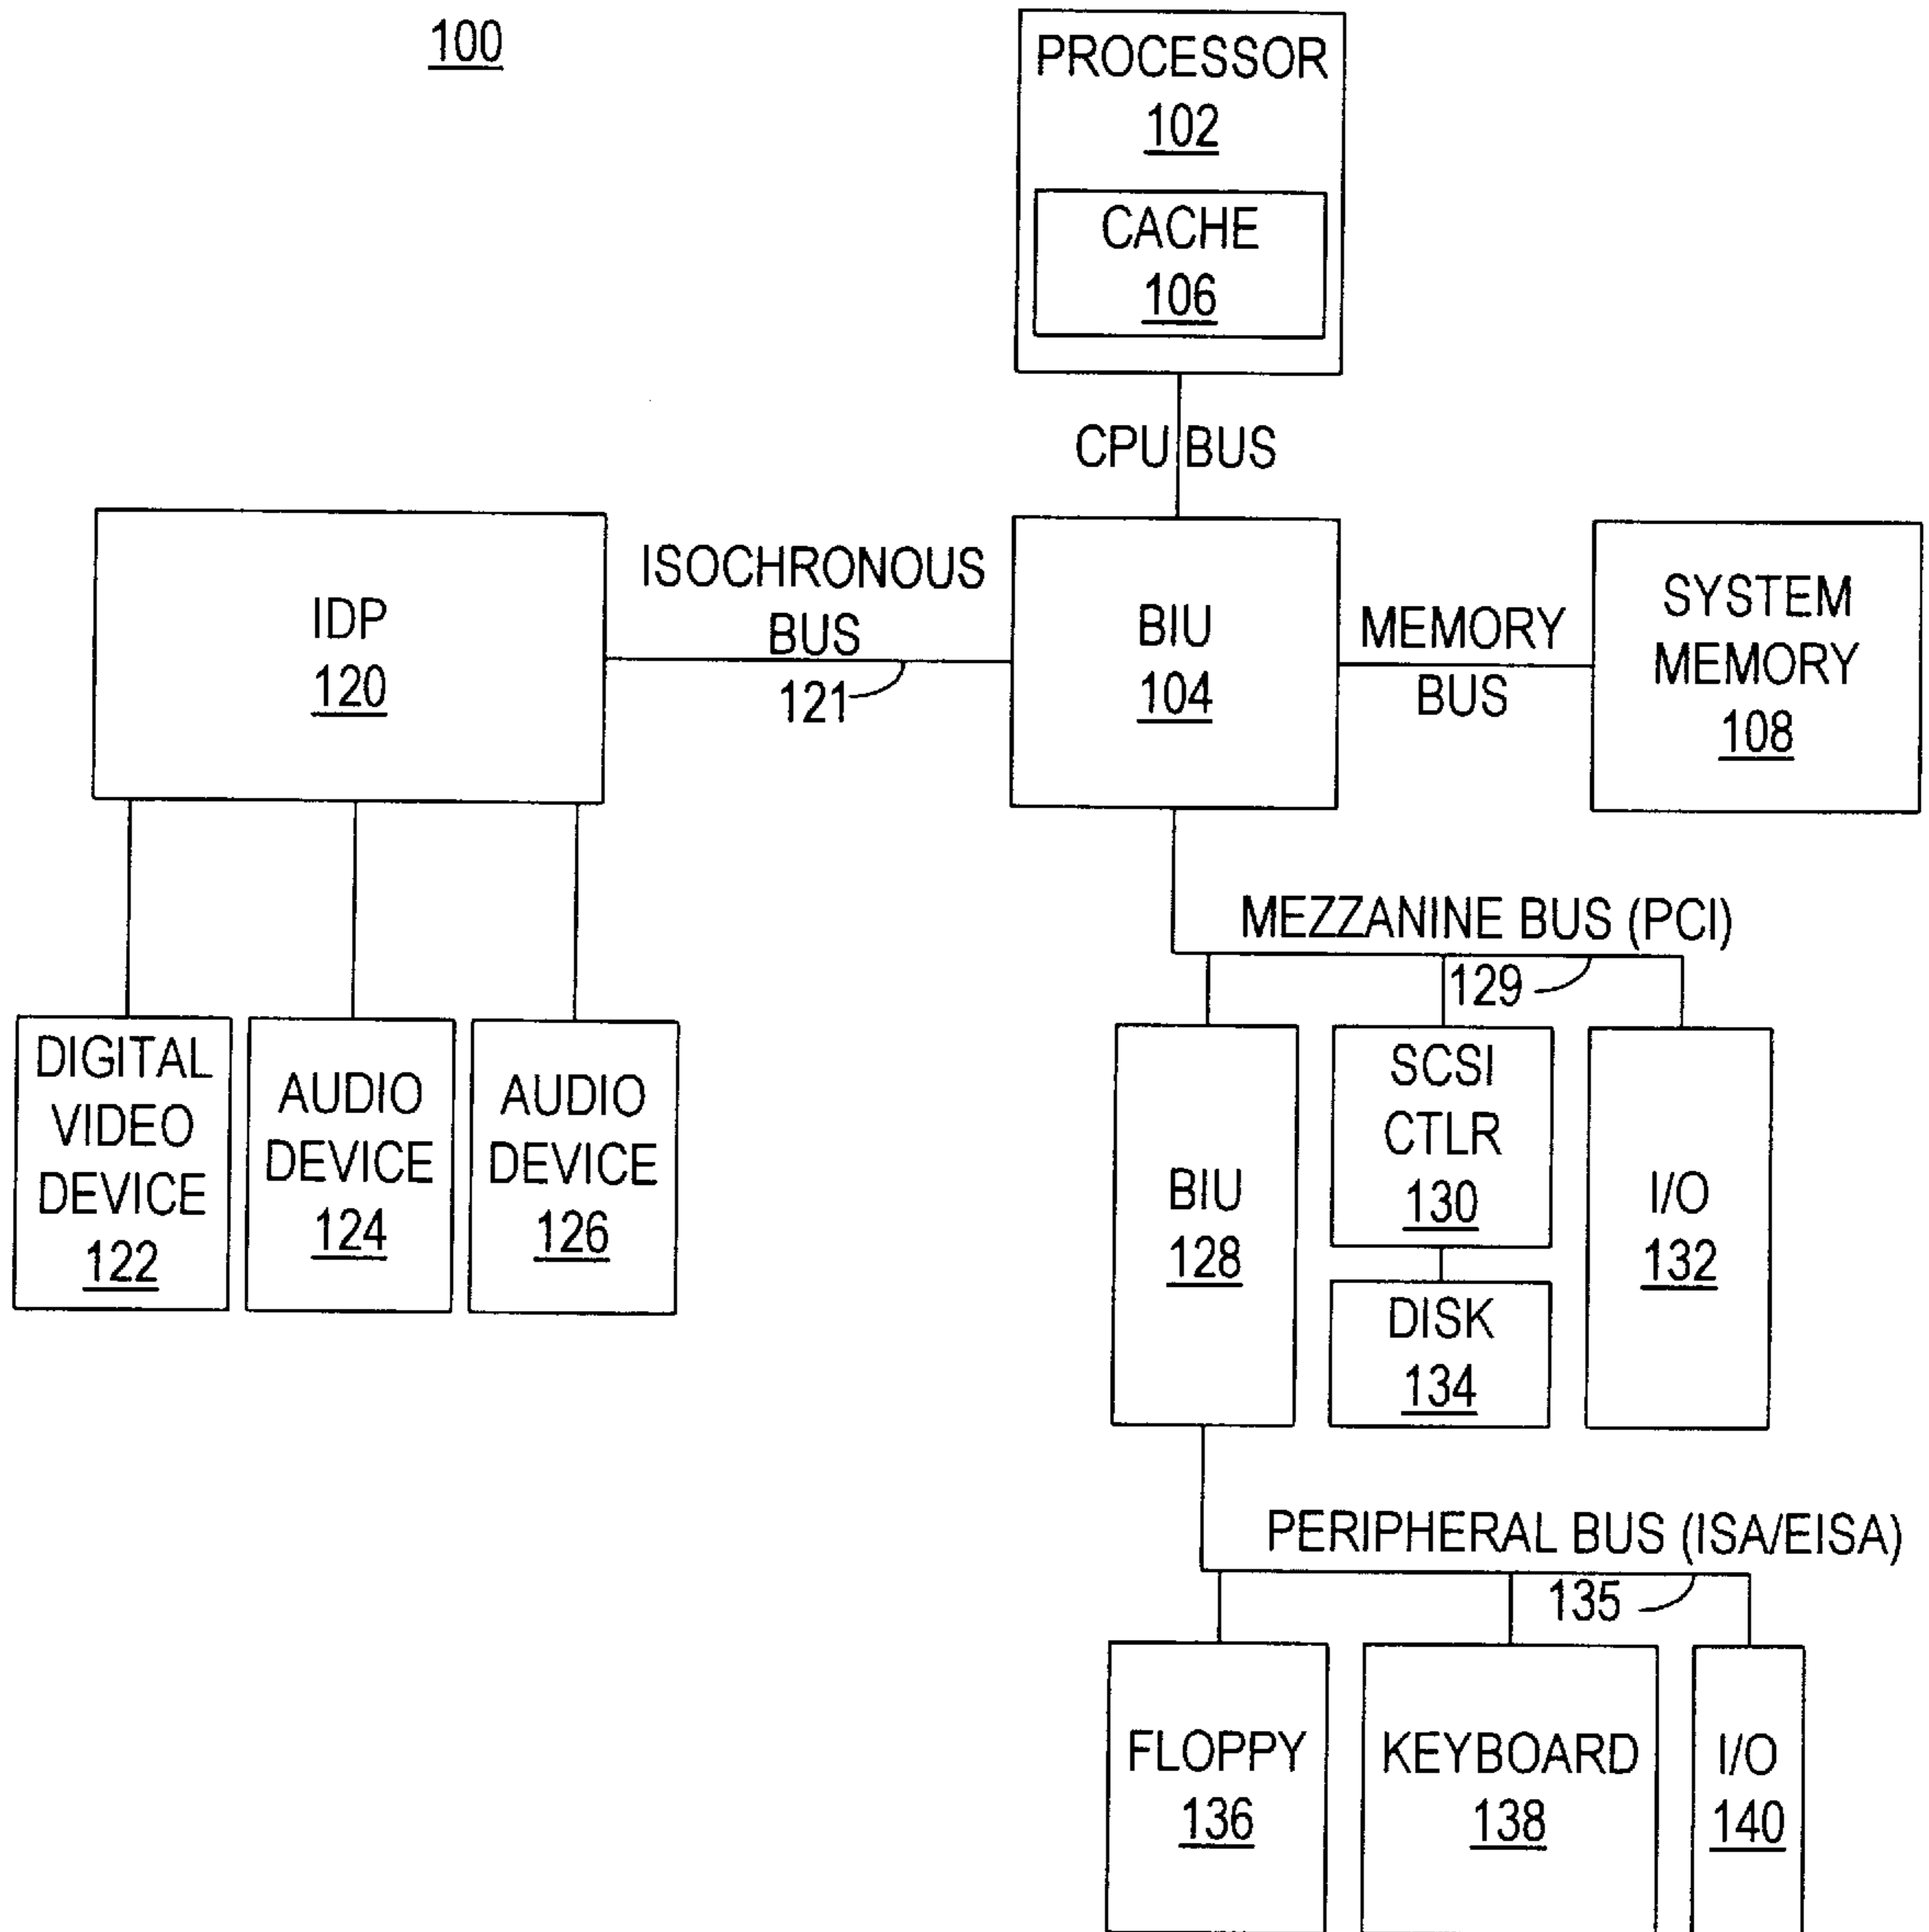 100
PROCESSOR
102
CACHE
106
CPU BUS
IDP
120
ISOCHRONOUS
BUS
121
BIU
104
MEMORY
BUS
SYSTEM
MEMORY
108
MEZZANINE BUS (PCI)
129
DIGITAL
VIDEO
DEVICE
122
AUDIO
DEVICE
124
AUDIO
DEVICE
126
BIU
128
SCSI
CTLR
130
DISK
134
I/O
132
PERIPHERAL BUS (ISA/EISA)
135
FLOPPY
136
KEYBOARD
138
I/O
140